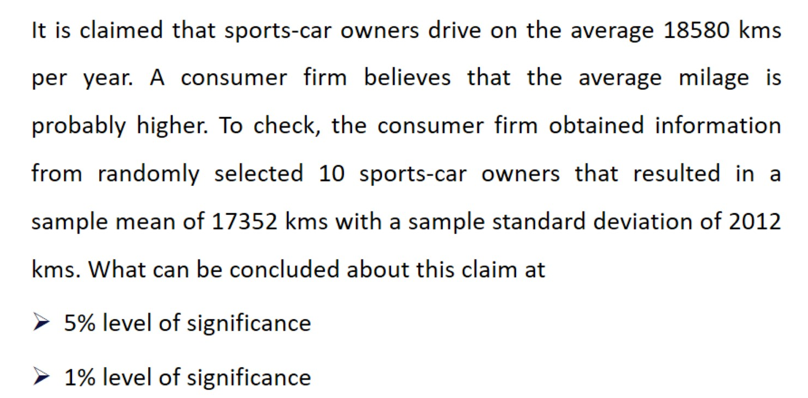 It is claimed that sports-car owners drive on the average 18580 kms
per year. A consumer firm believes that the average milage is
probably higher. To check, the consumer firm obtained information
from randomly selected 10 sports-car owners that resulted in a
sample mean of 17352 kms with a sample standard deviation of 2012
kms. What can be concluded about this claim at
➢ 5% level of significance
➢ 1% level of significance